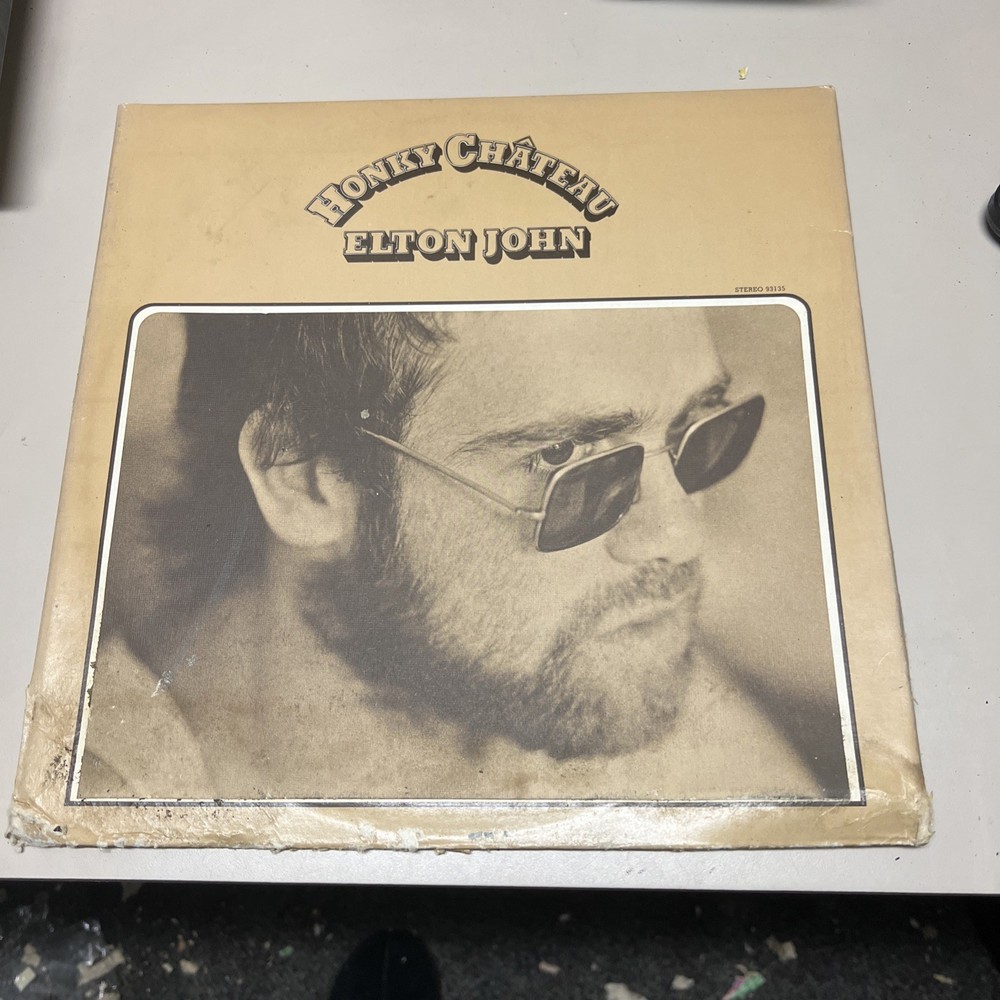 HONKY CHÂTEAU
ELTON JOHN
STEREO 93135